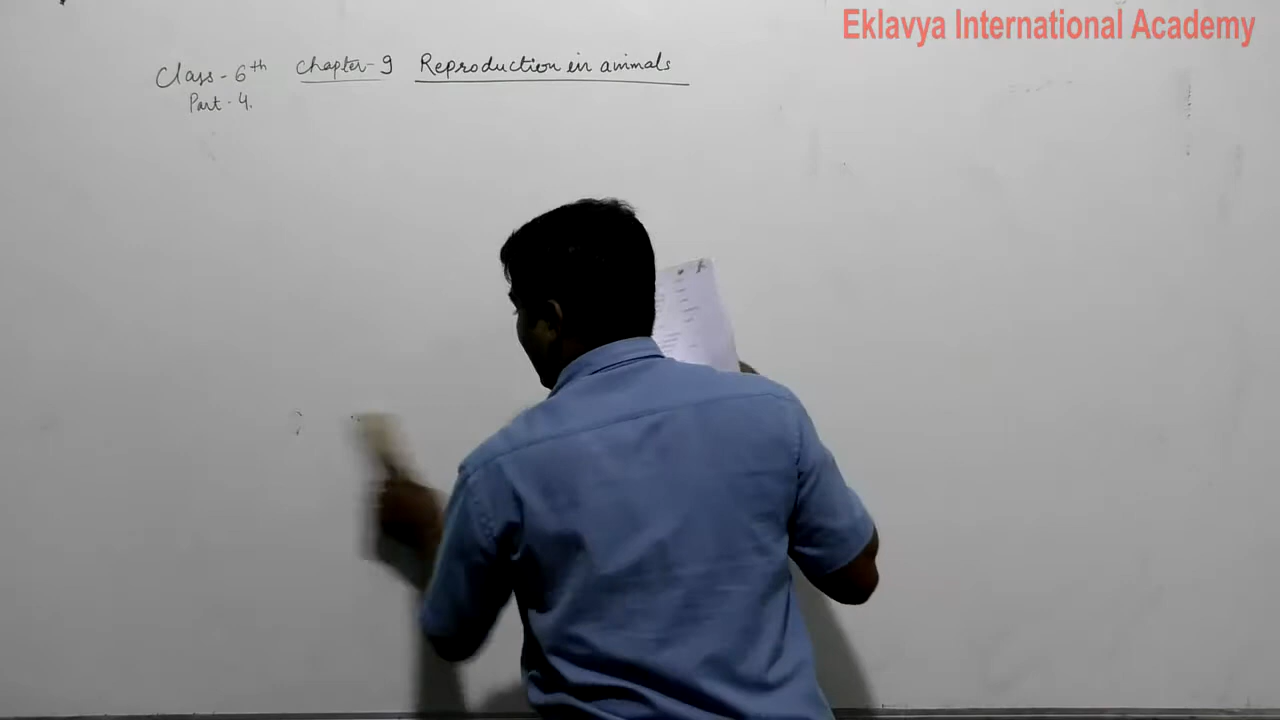 Eklavya International Academy
Class - 6th Chapter - 9 Reproduction in animals
Part - 4.